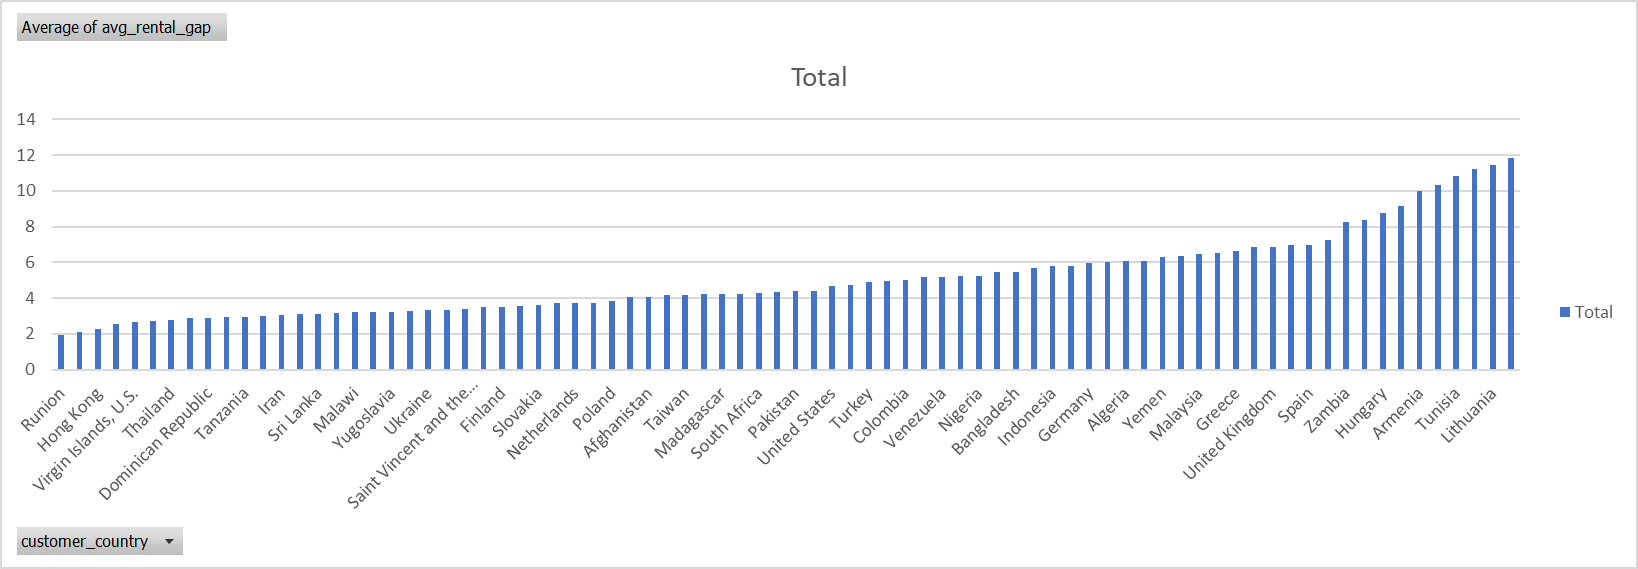 Average of avg_rental_gap
Total
14
12
10
8
6
4
2
0
Runion
Hong Kong
Virgin Islands, U.S.
Thailand
Dominican Republic
Tanzania
Iran
Sri Lanka
Malawi
Yugoslavia
Ukraine
Saint Vincent and the...
Finland
Slovakia
Netherlands
Poland
Afghanistan
Taiwan
Madagascar
South Africa
Pakistan
United States
Turkey
Colombia
Venezuela
Nigeria
Bangladesh
Indonesia
Germany
Algeria
Yemen
Malaysia
Greece
United Kingdom
Spain
Zambia
Hungary
Armenia
Tunisia
Lithuania
Total
customer_country